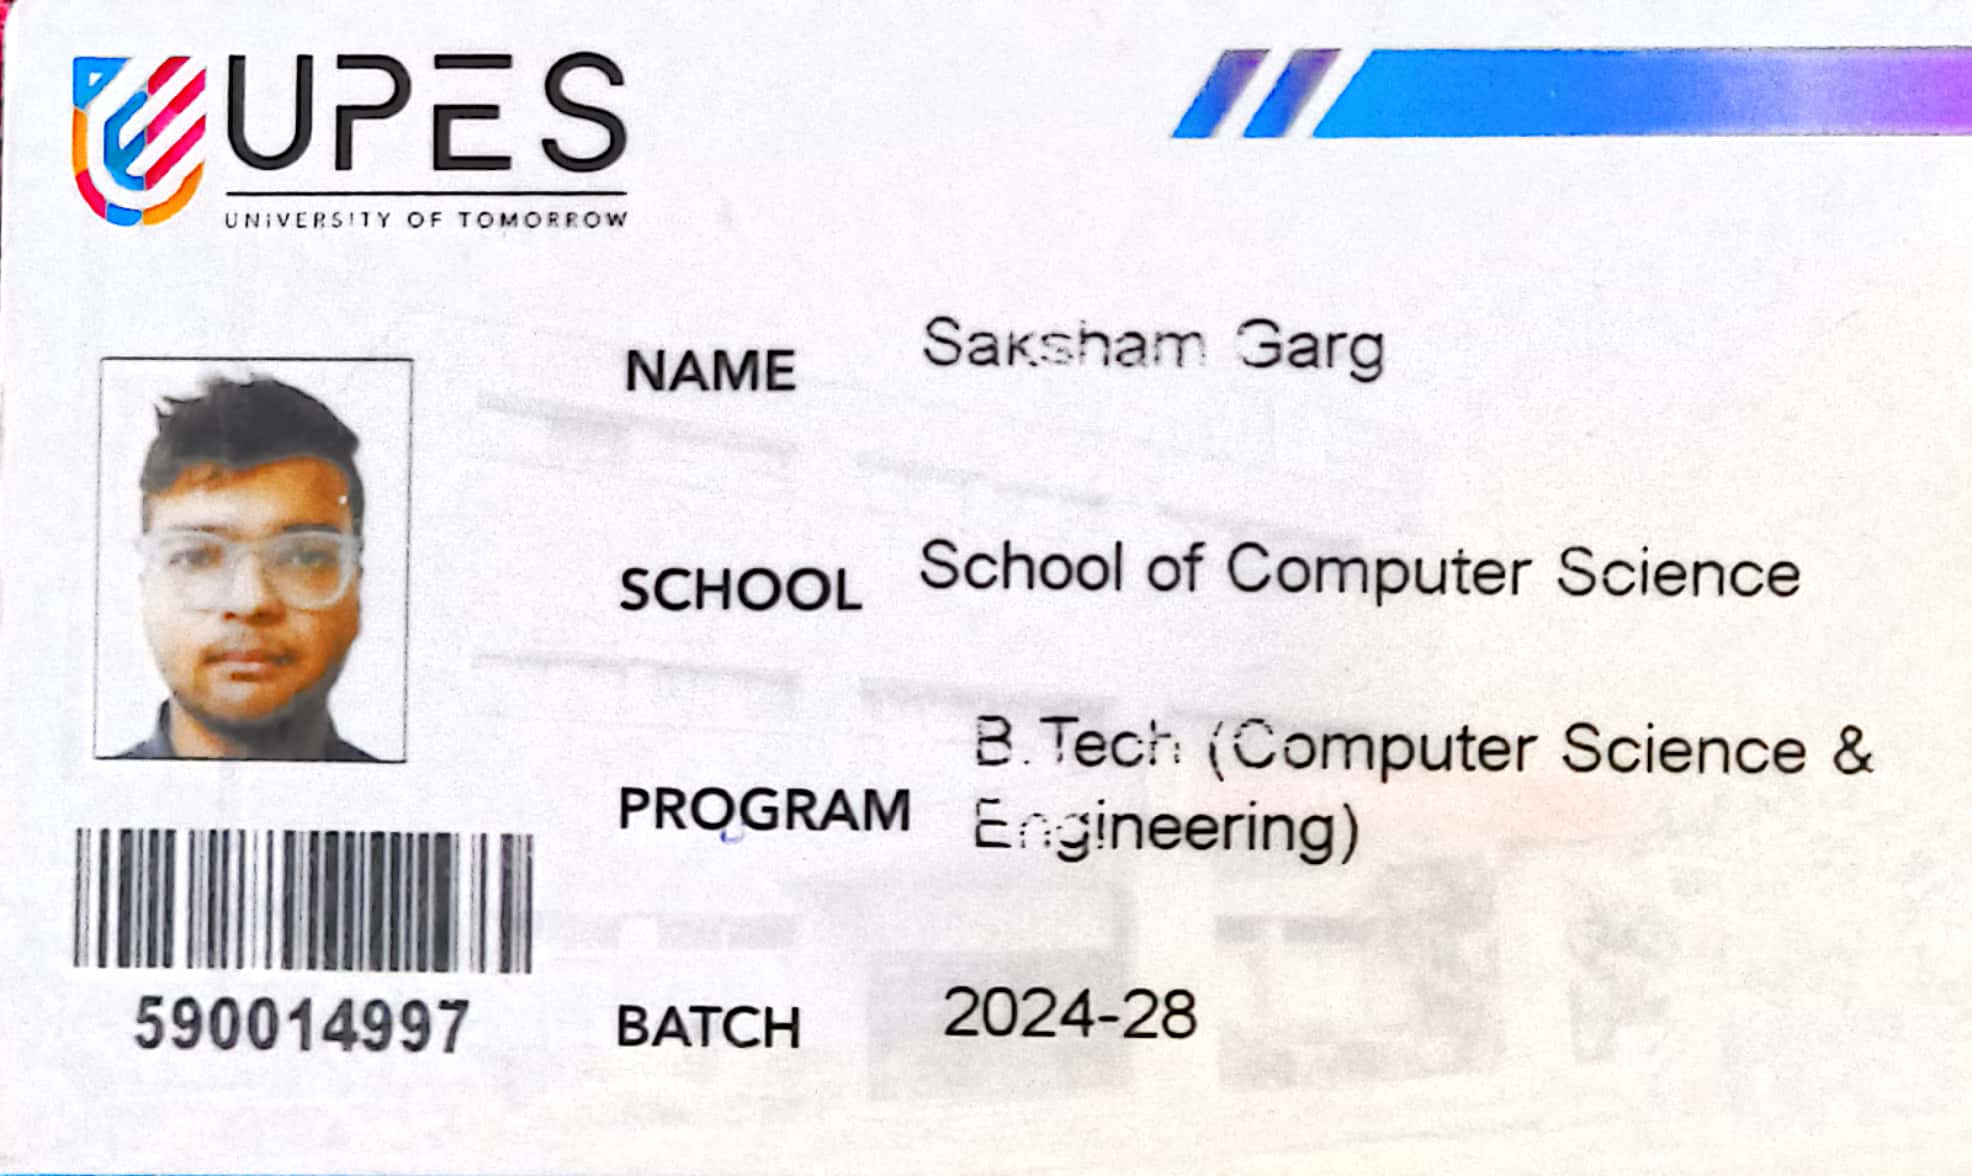 UPES
UNIVERSITY OF TOMORROW
NAME Saksham Garg
SCHOOL School of Computer Science
PROGRAM B.Tech (Computer Science &
Engineering)
590014997
BATCH 2024-28